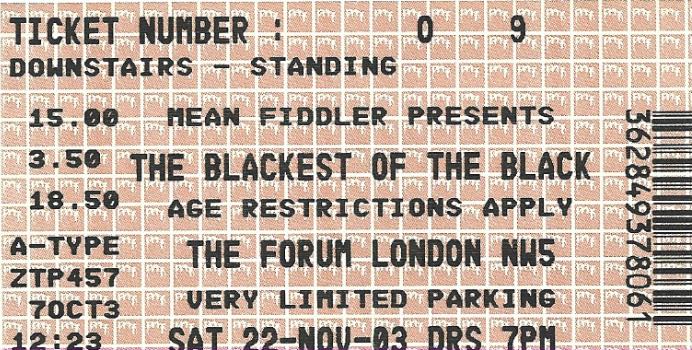 TICKET NUMBER : 0 9
DOWNSTAIRS - STANDING
15.00 MEAN FIDDLER PRESENTS
3.50 THE BLACKEST OF THE BLACK
18.50 AGE RESTRICTIONS APPLY
A-TYPE THE FORUM LONDON NW5
ZTP457
7OCT3 VERY LIMITED PARKING
12:23 SAT 22-NOV-03 DRS 7PM
362849378061